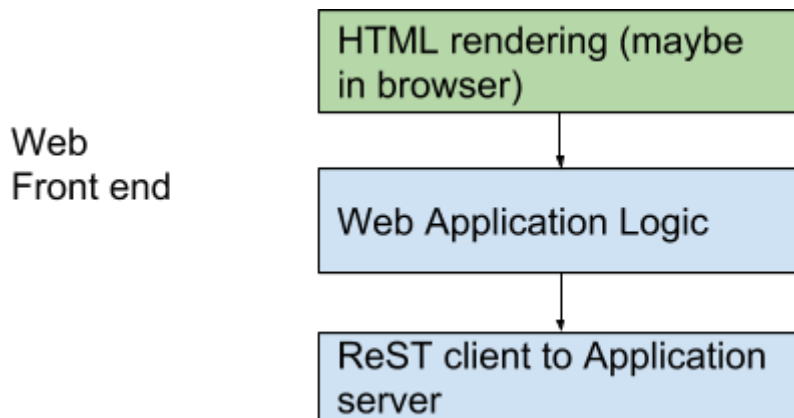 HTML rendering (maybe
in browser)
Web
Front end
Web Application Logic
ReST client to Application
server